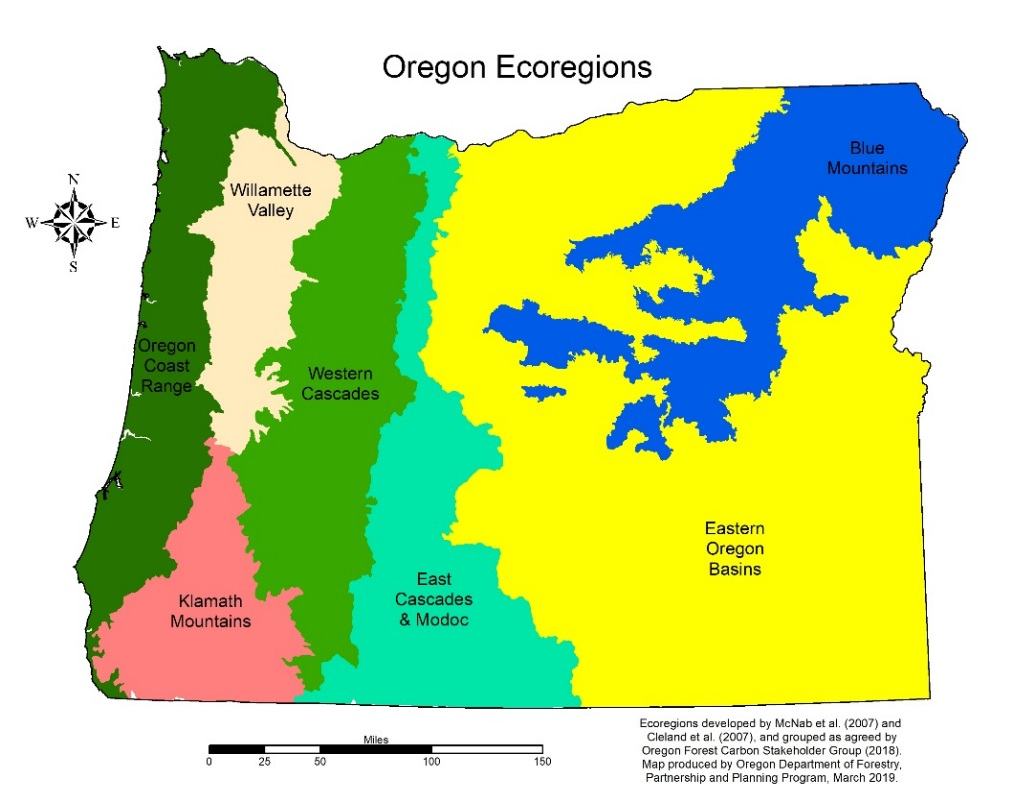 Oregon Ecoregions
Blue
Mountains
Willamette
Valley
N
W
E
S
Oregon
Coast
Range
Western
Cascades
Eastern
Oregon
Basins
East
Cascades
& Modoc
Klamath
Mountains
Miles
0 25 50 100 150
Ecoregions developed by McNab et al. (2007) and
Cleland et al. (2007), and grouped as agreed by
Oregon Forest Carbon Stakeholder Group (2018).
Map produced by Oregon Department of Forestry,
Partnership and Planning Program, March 2019.